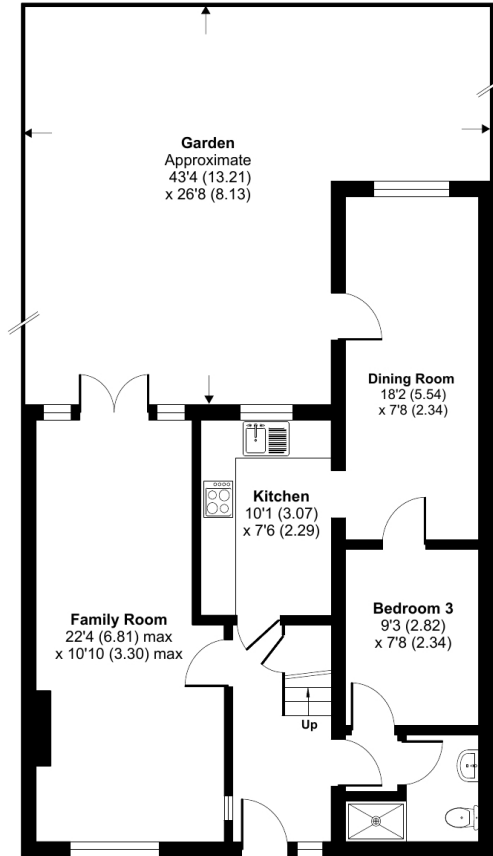 Garden
Approximate
43'4 (13.21)
x 26'8 (8.13)
Dining Room
18'2 (5.54)
x 7'8 (2.34)
Kitchen
10'1 (3.07)
x 7'6 (2.29)
Family Room
22'4 (6.81) max
x 10'10 (3.30) max
Bedroom 3
9'3 (2.82)
x 7'8 (2.34)
Up